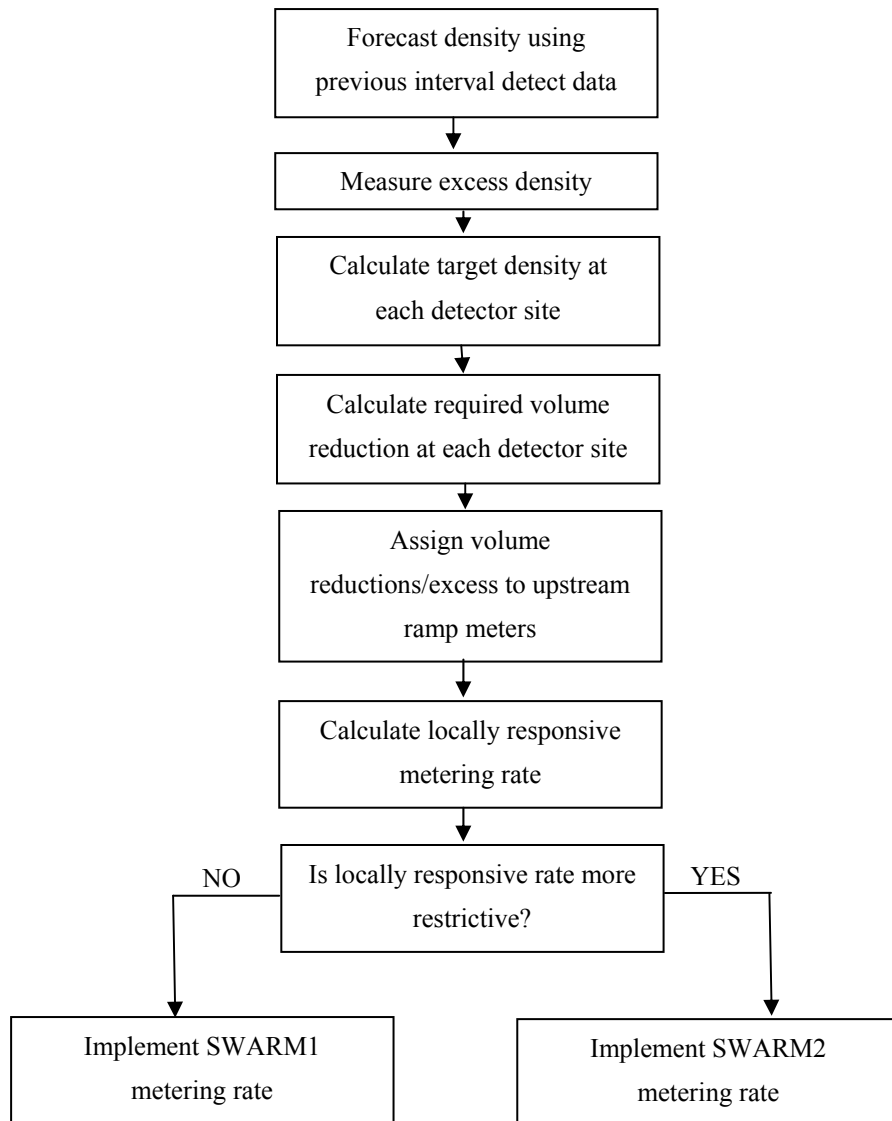 Forecast density using
previous interval detect data
Measure excess density
Calculate target density at
each detector site
Calculate required volume
reduction at each detector site
Assign volume
reductions/excess to upstream
ramp meters
Calculate locally responsive
metering rate
Is locally responsive rate more
restrictive?
NO
YES
Implement SWARM1
metering rate
Implement SWARM2
metering rate